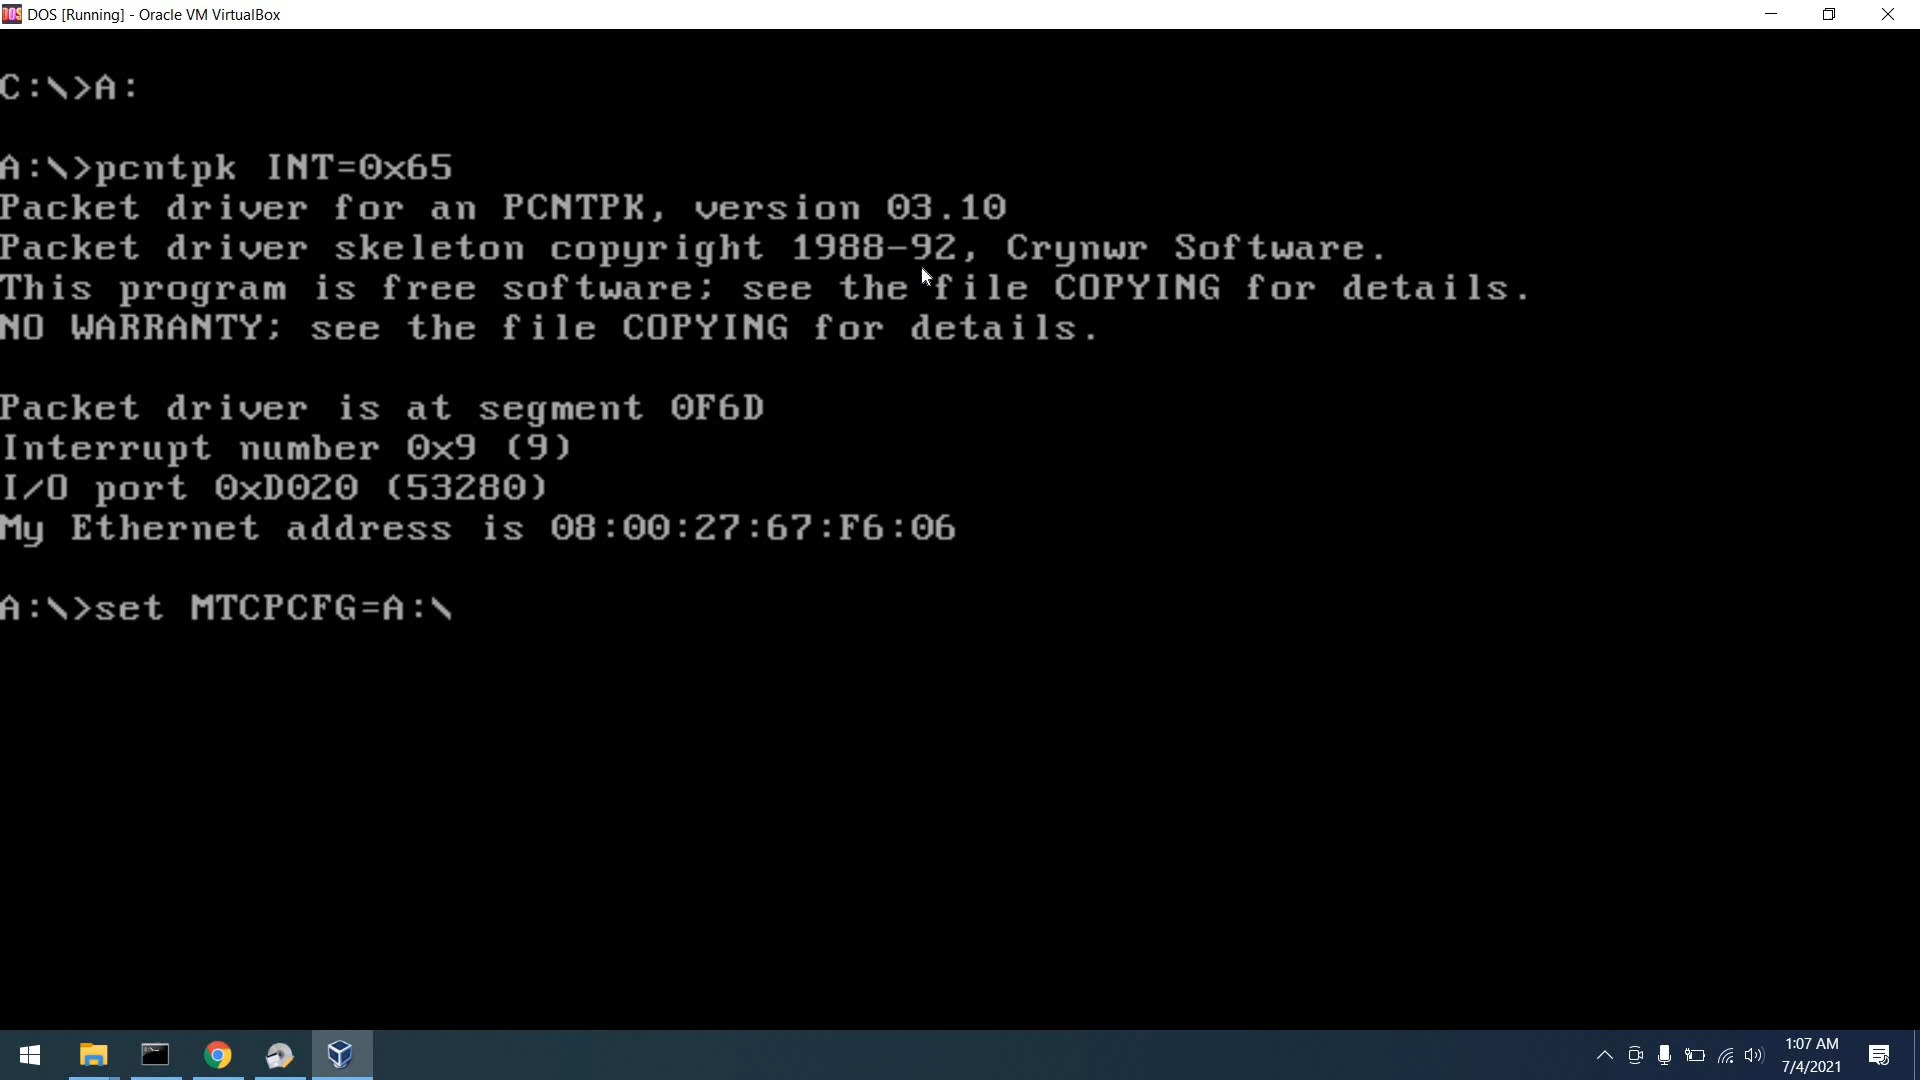 DOS [Running] - Oracle VM VirtualBox
C:\>A:
A:\>pcntpk INT=0x65
Packet driver for an PCNTPK, version 03.10
Packet driver skeleton copyright 1988-92, Crynwr Software.
This program is free software; see the file COPYING for details.
NO WARRANTY; see the file COPYING for details.
Packet driver is at segment 0F6D
Interrupt number 0x9 (9)
I/O port 0xD020 (53280)
My Ethernet address is 08:00:27:67:F6:06
A:\>set MTCPCFG=A:\
1:07 AM
7/4/2021